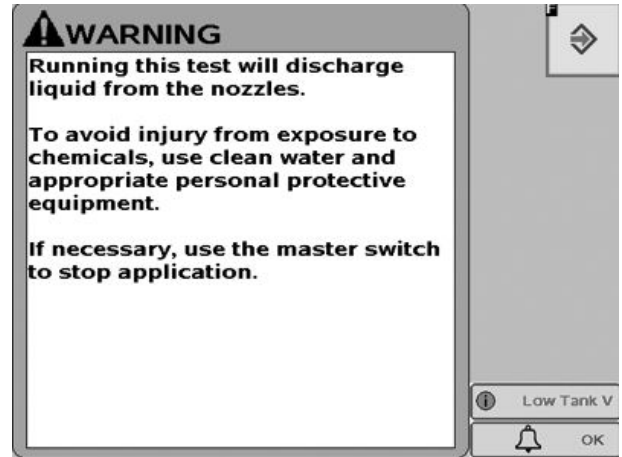 WARNING
Running this test will discharge
liquid from the nozzles.
To avoid injury from exposure to
chemicals, use clean water and
appropriate personal protective
equipment.
If necessary, use the master switch
to stop application.
F
Low Tank V
OK